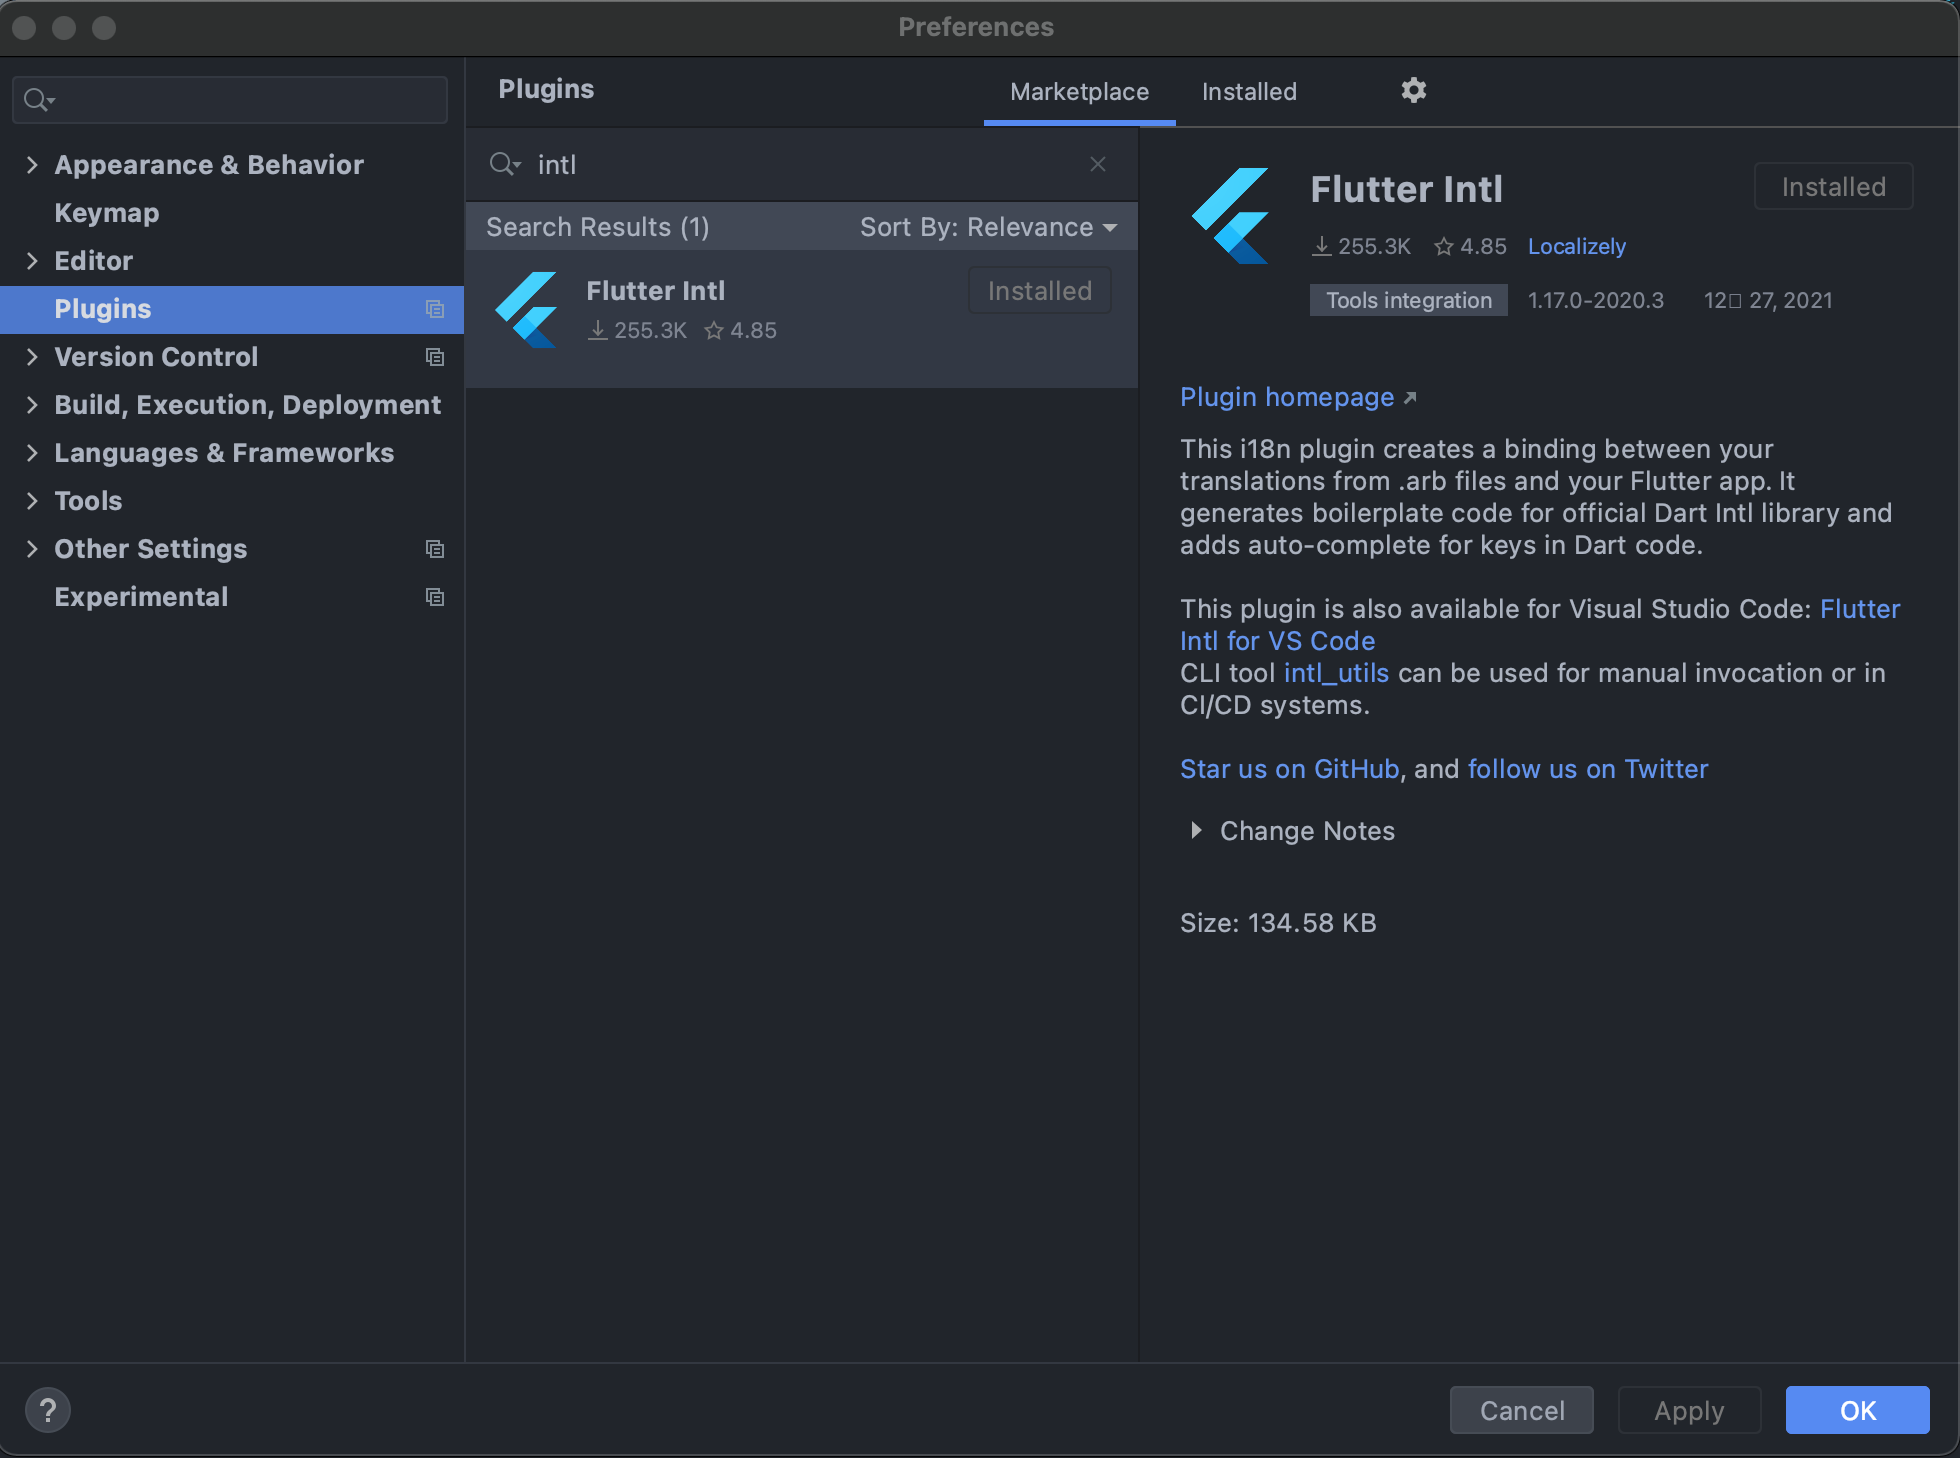 Preferences
Appearance & Behavior
Keymap
Editor
Plugins
Version Control
Build, Execution, Deployment
Languages & Frameworks
Tools
Other Settings
Experimental
Plugins
Marketplace
Installed
intl
Search Results (1)
Sort By: Relevance
Flutter Intl
Installed
255.3K
4.85
Flutter Intl
Installed
255.3K
4.85
Localizely
Tools integration
1.17.0-2020.3
12 27, 2021
Plugin homepage
This i18n plugin creates a binding between your
translations from .arb files and your Flutter app. It
generates boilerplate code for official Dart Intl library and
adds auto-complete for keys in Dart code.
This plugin is also available for Visual Studio Code: Flutter
Intl for VS Code
CLI tool intl_utils can be used for manual invocation or in
CI/CD systems.
Star us on GitHub, and follow us on Twitter
Change Notes
Size: 134.58 KB
?
Cancel
Apply
OK